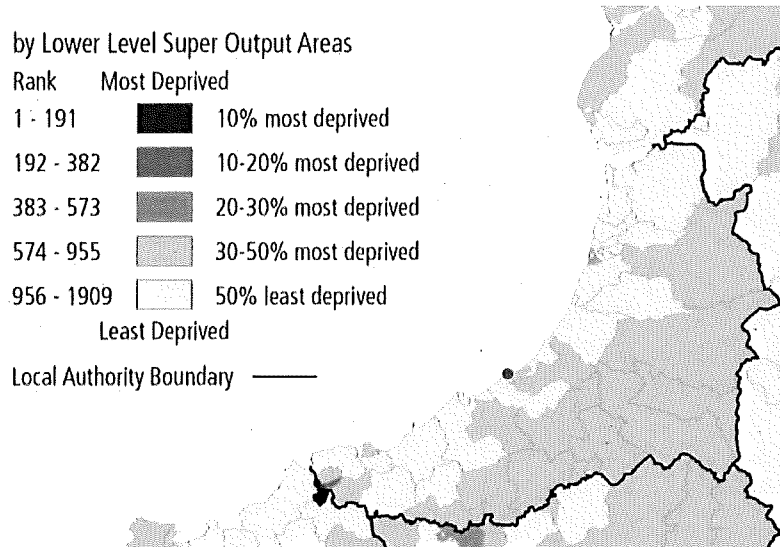 by Lower Level Super Output Areas
Rank Most Deprived
1 - 191 10% most deprived
192 - 382 10-20% most deprived
383 - 573 20-30% most deprived
574 - 955 30-50% most deprived
956 - 1909 50% least deprived
Least Deprived
Local Authority Boundary